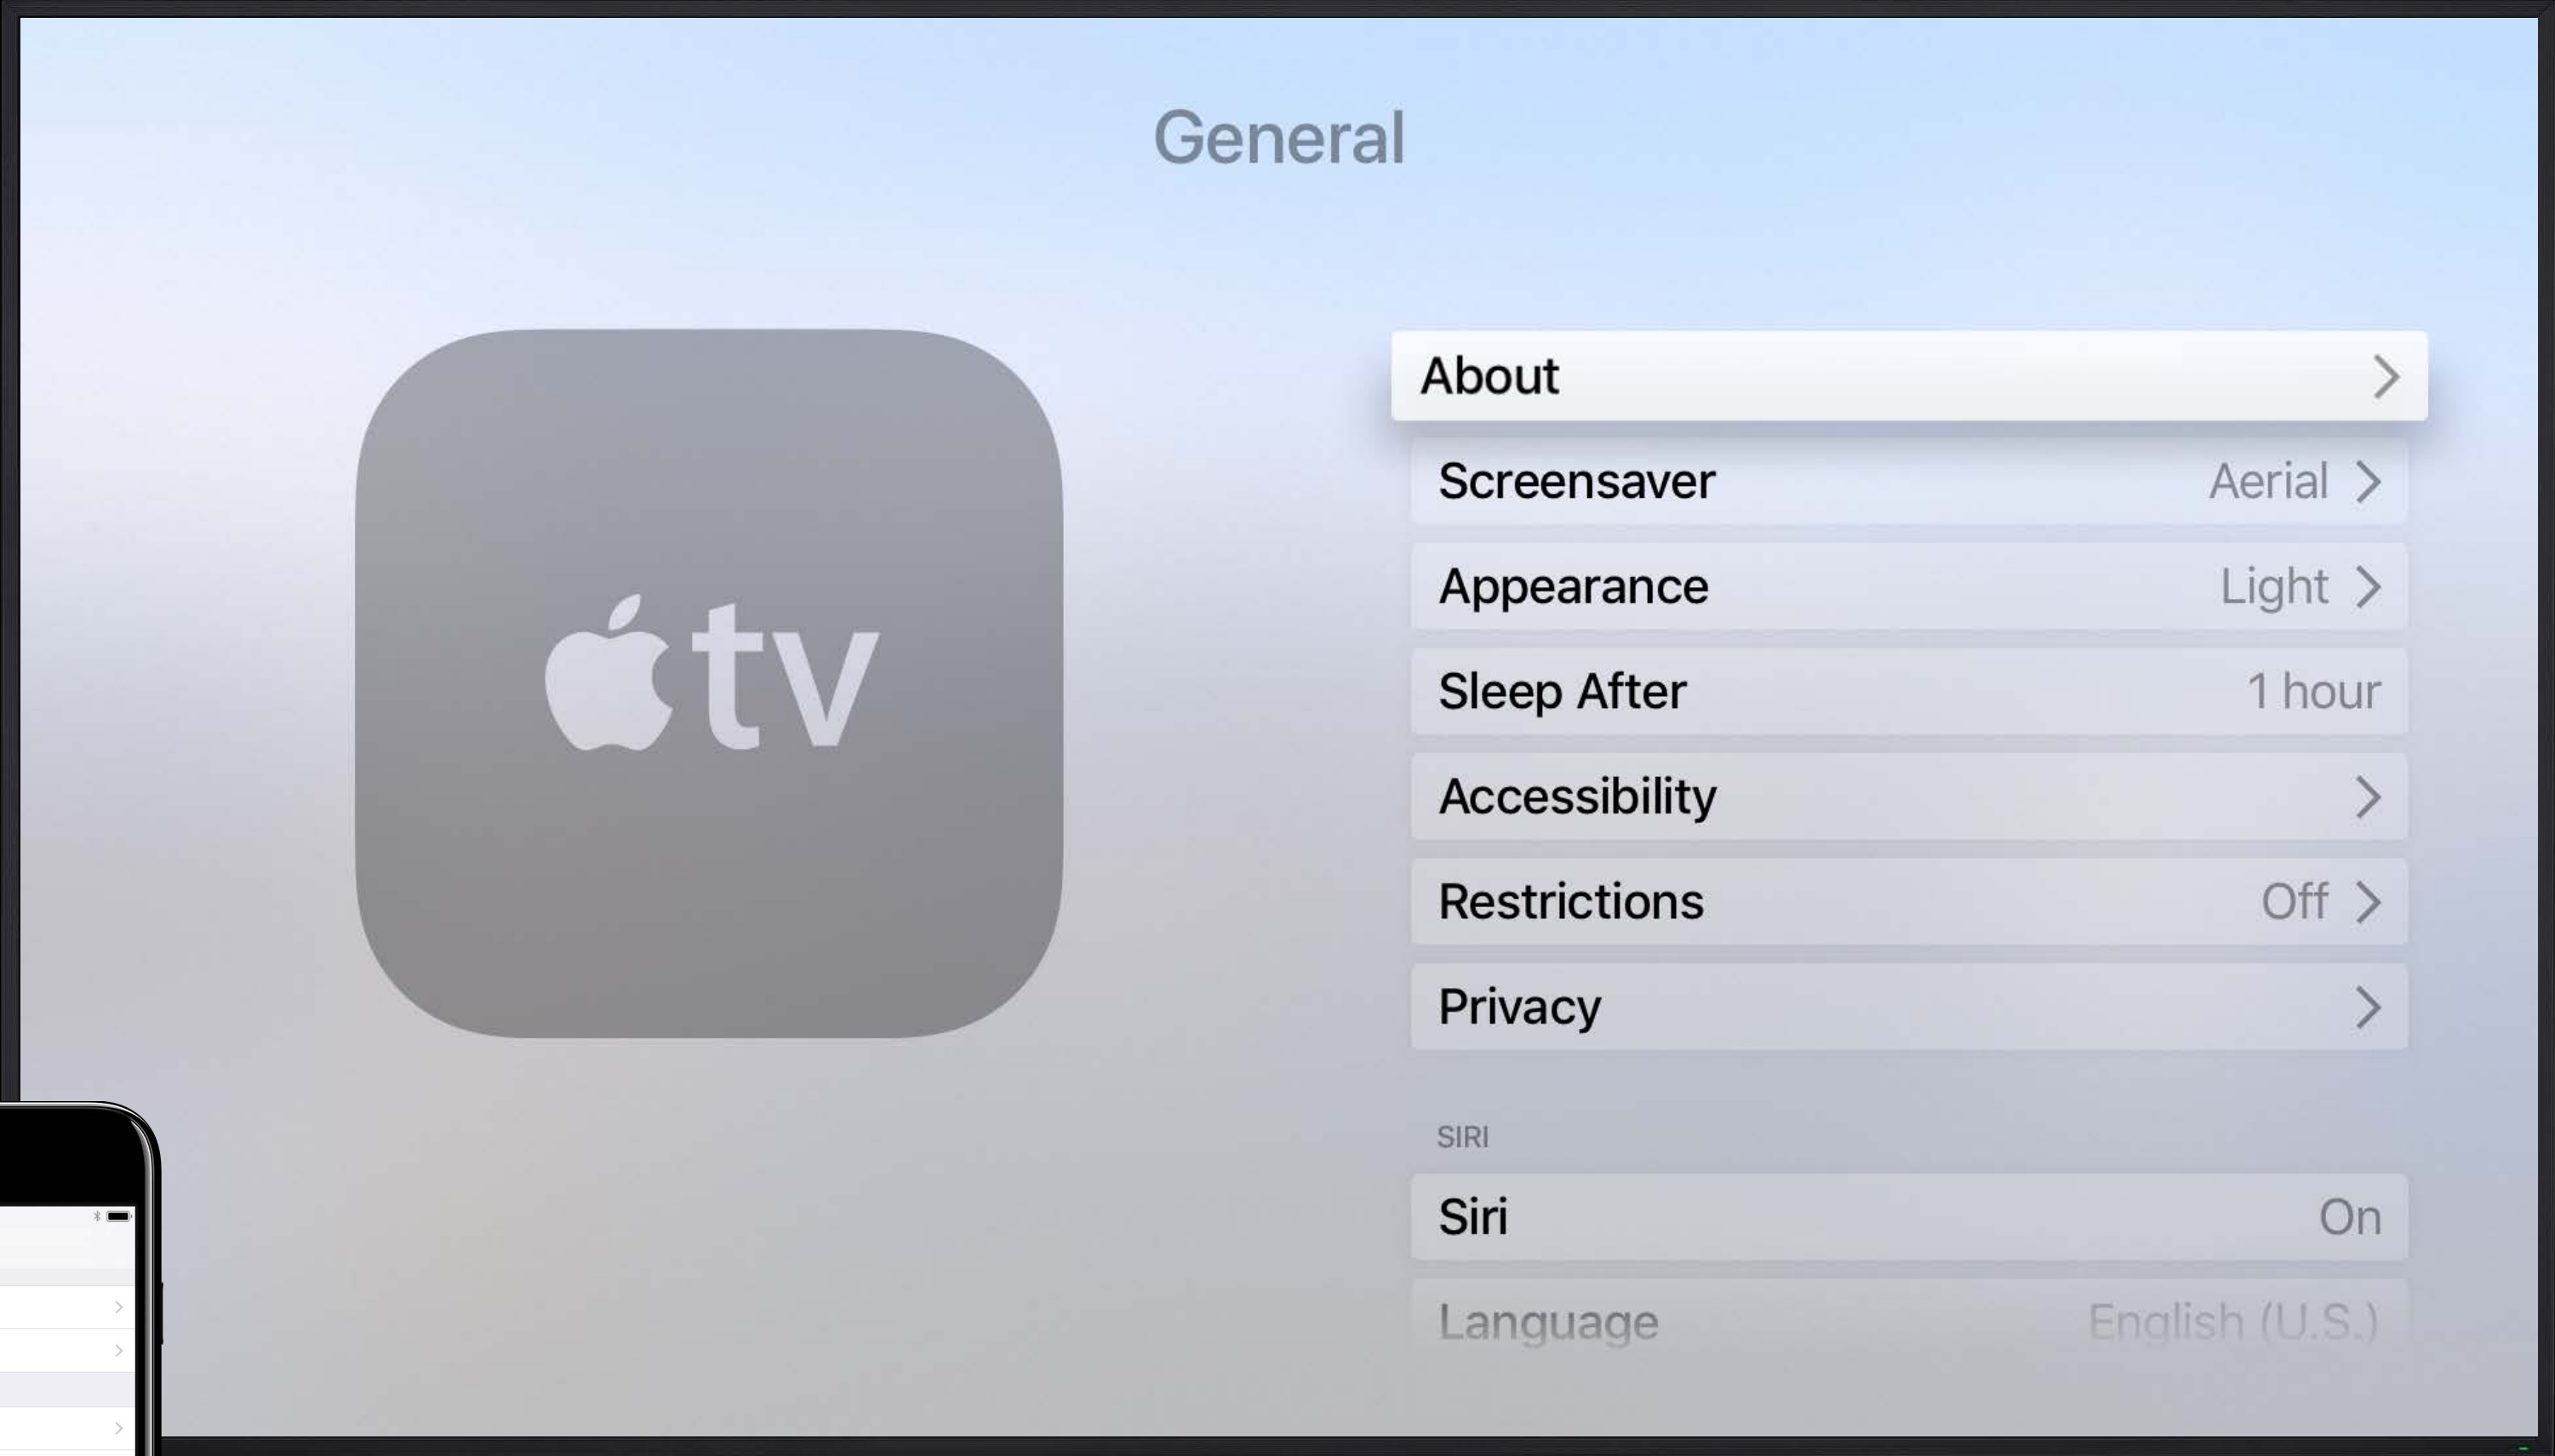 General
tv
About
Screensaver Aerial
Appearance Light
Sleep After 1 hour
Accessibility
Restrictions Off
Privacy
SIRI
Siri On
Language English (U.S.)